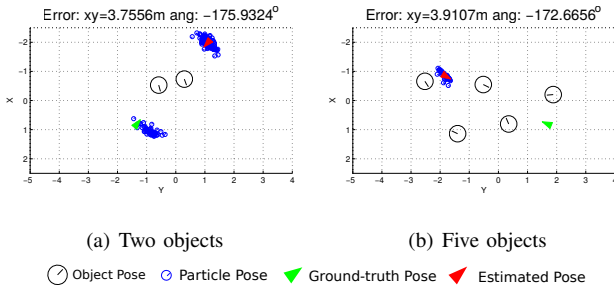 Error: xy=3.7556m ang: −175.9324o
Error: xy=3.9107m ang: −172.6656o
−2
−1
0
1
2
X
−5 −4 −3 −2 −1 0 1 2 3 4
Y
−2
−1
0
1
2
X
−5 −4 −3 −2 −1 0 1 2 3 4
Y
(a) Two objects
(b) Five objects
Object Pose Particle Pose Ground-truth Pose Estimated Pose